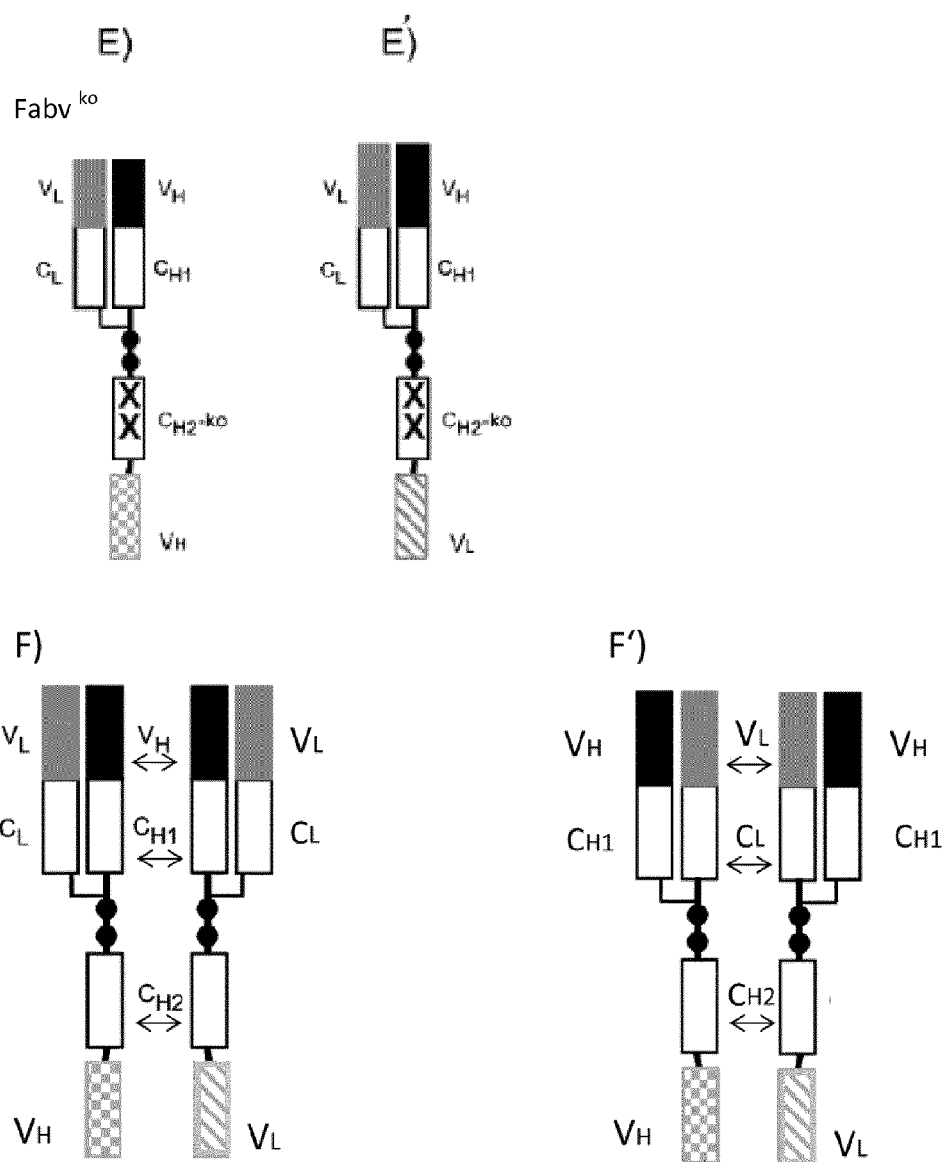 E) E')
Fabv ko
VL VH VL VH
CL CH1 CL CH1
X X
X X
CH2-ko CH2-ko
VH VL
F) F')
VL VH VL VH VL VH
CL CH1 CL CH1 CL CH1
CH2 CH2
VH VL VH VL